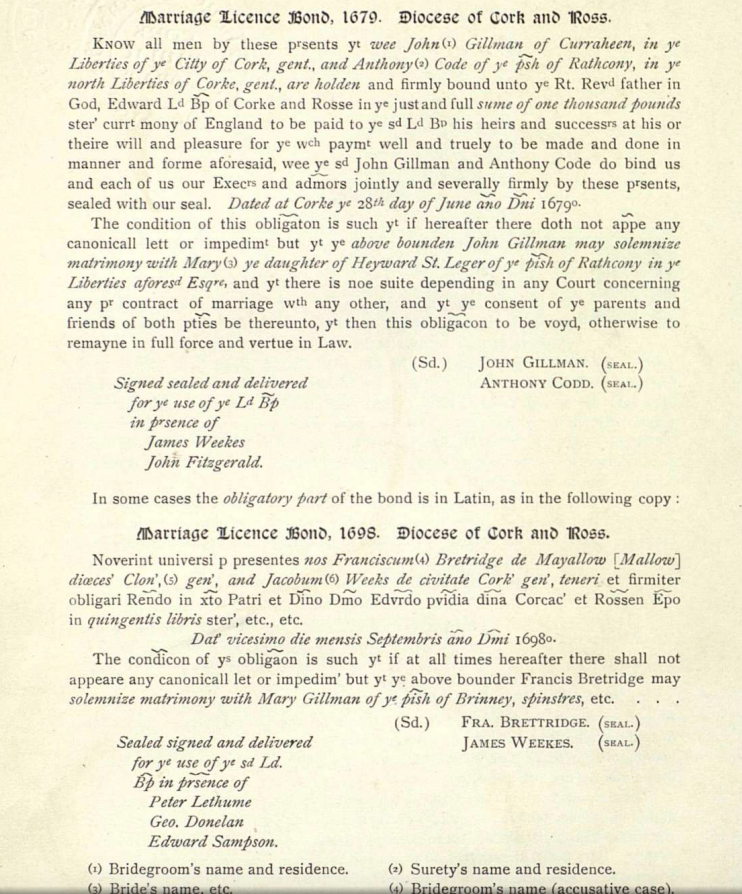 Marriage Licence Bond, 1679. Diocese of Cork and Ross.
KNOW all men by these prsents yt wee John(1) Gillman of Curraheen, in ye
Liberties of ye Citty of Cork, gent., and Anthony(2) Code of ye psh of Rathcony, in ye
north Liberties of Corke, gent., are holden and firmly bound unto ye Rt. Revd father in
God, Edward Ld Bp of Corke and Rosse in ye just and full sume of one thousand pounds
ster' currt mony of England to be paid to ye sd Ld Bp his heirs and successrs at his or
theire will and pleasure for ye wch paymt well and truely to be made and done in
manner and forme aforesaid, wee ye sd John Gillman and Anthony Code do bind us
and each of us our Execrs and admors jointly and severally firmly by these prsents,
sealed with our seal. Dated at Corke ye 28th day of June año Dñi 1679o.
The condition of this obligaton is such yt if hereafter there doth not appe any
canonicall lett or impedimt but yt ye above bounden John Gillman may solemnize
matrimony with Mary(3) ye daughter of Heyward St. Leger of ye pish of Rathcony in ye
Liberties aforesd Esqre, and yt there is noe suite depending in any Court concerning
any pr contract of marriage wth any other, and yt ye consent of ye parents and
friends of both pties be thereunto, yt then this obligacon to be voyd, otherwise to
remayne in full force and vertue in Law.
(Sd.) JOHN GILLMAN. (SEAL.)
ANTHONY CODD. (SEAL.)
Signed sealed and delivered
for ye use of ye Ld Bp
in prsence of
James Weekes
John Fitzgerald.
In some cases the obligatory part of the bond is in Latin, as in the following copy :
Marriage Licence Bond, 1698. Diocese of Cork and Ross.
Noverint universi p presentes nos Franciscum(4) Bretridge de Mayallow [Mallow]
diœces' Clon',(5) gen', and Jacobum(6) Weeks de civitate Cork' gen', teneri et firmiter
obligari Rendo in xto Patri et Dino Dmo Edvrdo pvidia dina Corcac' et Rossen Epo
in quingentis libris ster', etc., etc.
Dat' vicesimo die mensis Septembris año Dmi 1698o.
The condicon of ys obligaon is such yt if at all times hereafter there shall not
appeare any canonicall let or impedim' but yt ye above bounder Francis Bretridge may
solemnize matrimony with Mary Gillman of ye pish of Brinney, spinstres, etc. . . .
(Sd.) FRA. BRETTRIDGE. (SEAL.)
JAMES WEEKES. (SEAL.)
Sealed signed and delivered
for ye use of ye sd Ld.
Bp in prsence of
Peter Lethume
Geo. Donelan
Edward Sampson.
(1) Bridegroom's name and residence. (2) Surety's name and residence.
(3) Bride's name, etc. (4) Bridegroom's name (accusative case).